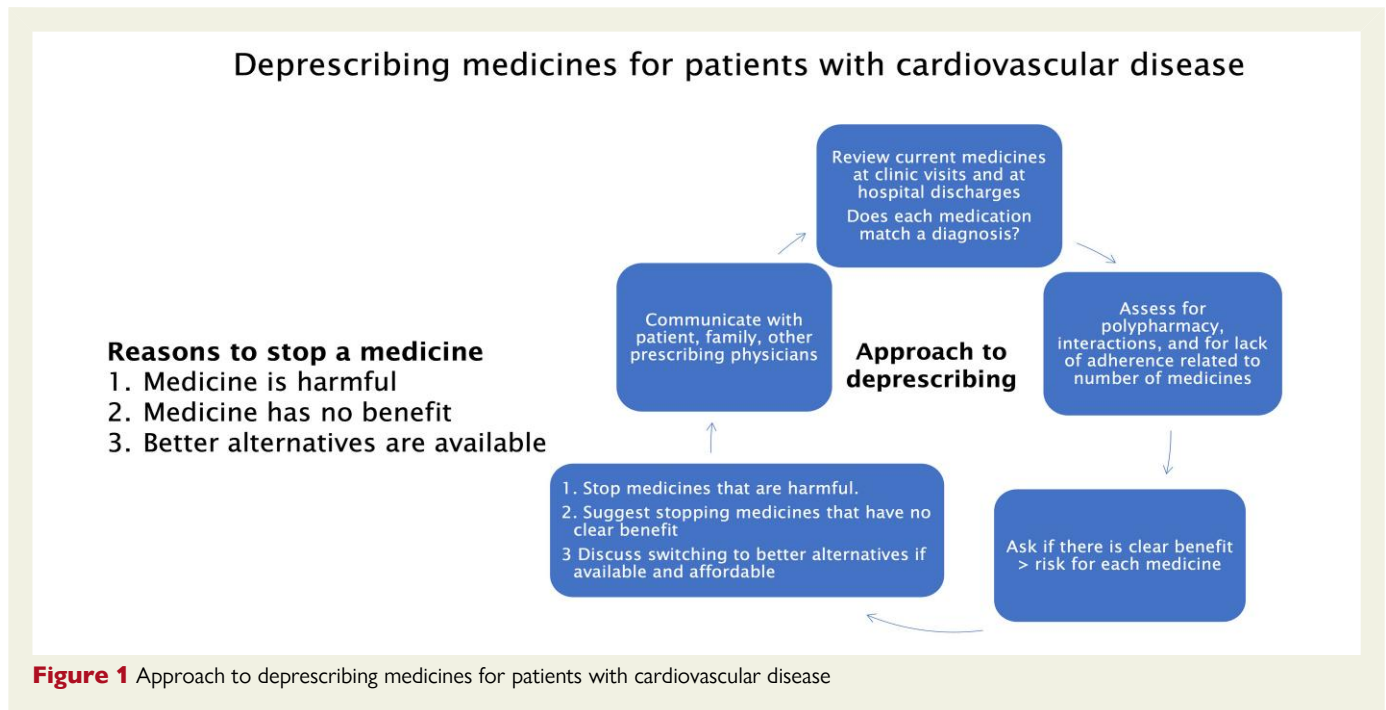 Deprescribing medicines for patients with cardiovascular disease
Reasons to stop a medicine
1. Medicine is harmful
2. Medicine has no benefit
3. Better alternatives are available
Approach to
deprescribing
Review current medicines
at clinic visits and at
hospital discharges
Does each medication
match a diagnosis?
Assess for
polypharmacy,
interactions, and for lack
of adherence related to
number of medicines
Ask if there is clear benefit
> risk for each medicine
1. Stop medicines that are harmful.
2. Suggest stopping medicines that have no
clear benefit
3 Discuss switching to better alternatives if
available and affordable
Communicate with
patient, family, other
prescribing physicians
Figure 1 Approach to deprescribing medicines for patients with cardiovascular disease